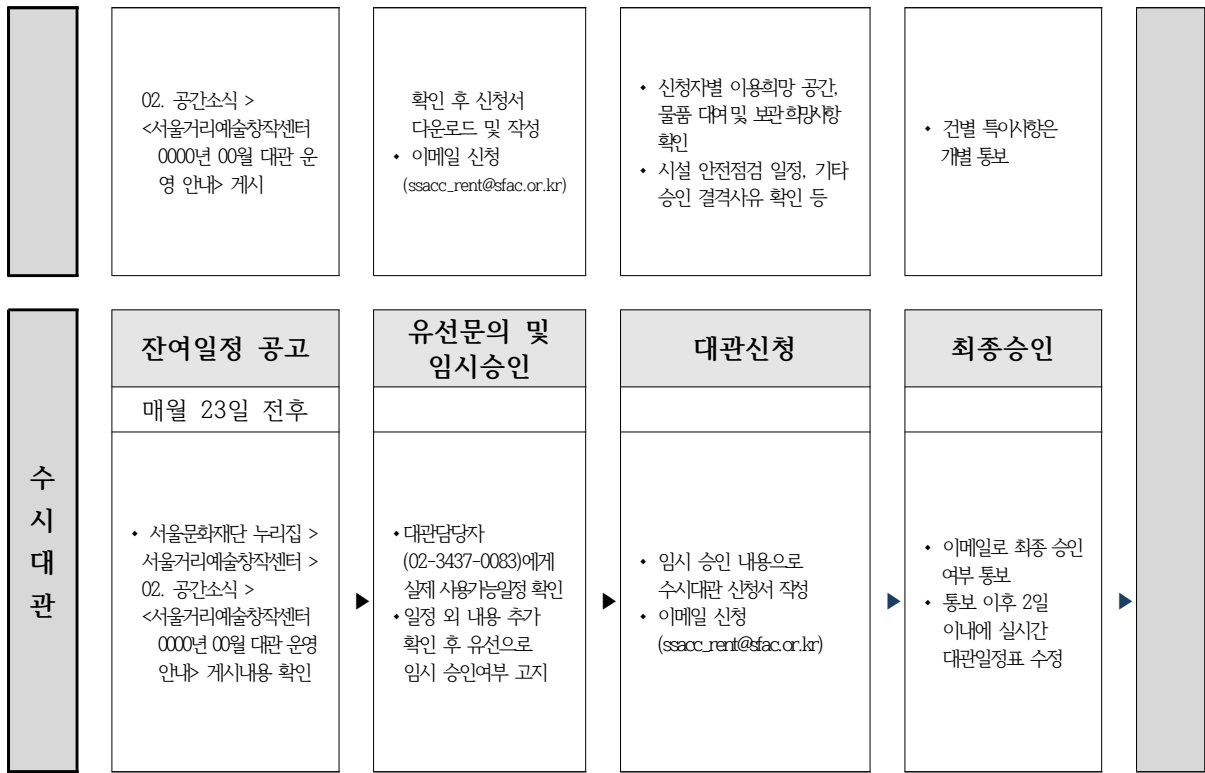 02. 공간소식 >
<서울거리예술창작센터
0000년 00월 대관 운
영 안내> 게시
확인 후 신청서
다운로드 및 작성
• 이메일 신청
(ssacc_rent@sfac.or.kr)
• 신청자별 이용희망 공간,
물품 대여 및 보관 희망사항
확인
• 시설 안전점검 일정, 기타
승인 결격사유 확인 등
• 건별 특이사항은
개별 통보
수시대관
잔여일정 공고
매월 23일 전후
• 서울문화재단 누리집 >
서울거리예술창작센터 >
02. 공간소식 >
<서울거리예술창작센터
0000년 00월 대관 운영
안내> 게시내용 확인
▶
유선문의 및
임시승인
•대관담당자
(02-3437-0083)에게
실제 사용가능일정 확인
•일정 외 내용 추가
확인 후 유선으로
임시 승인여부 고지
▶
대관신청
• 임시 승인 내용으로
수시대관 신청서 작성
• 이메일 신청
(ssacc_rent@sfac.or.kr)
▶
최종승인
• 이메일로 최종 승인
여부 통보
• 통보 이후 2일
이내에 실시간
대관일정표 수정
▶